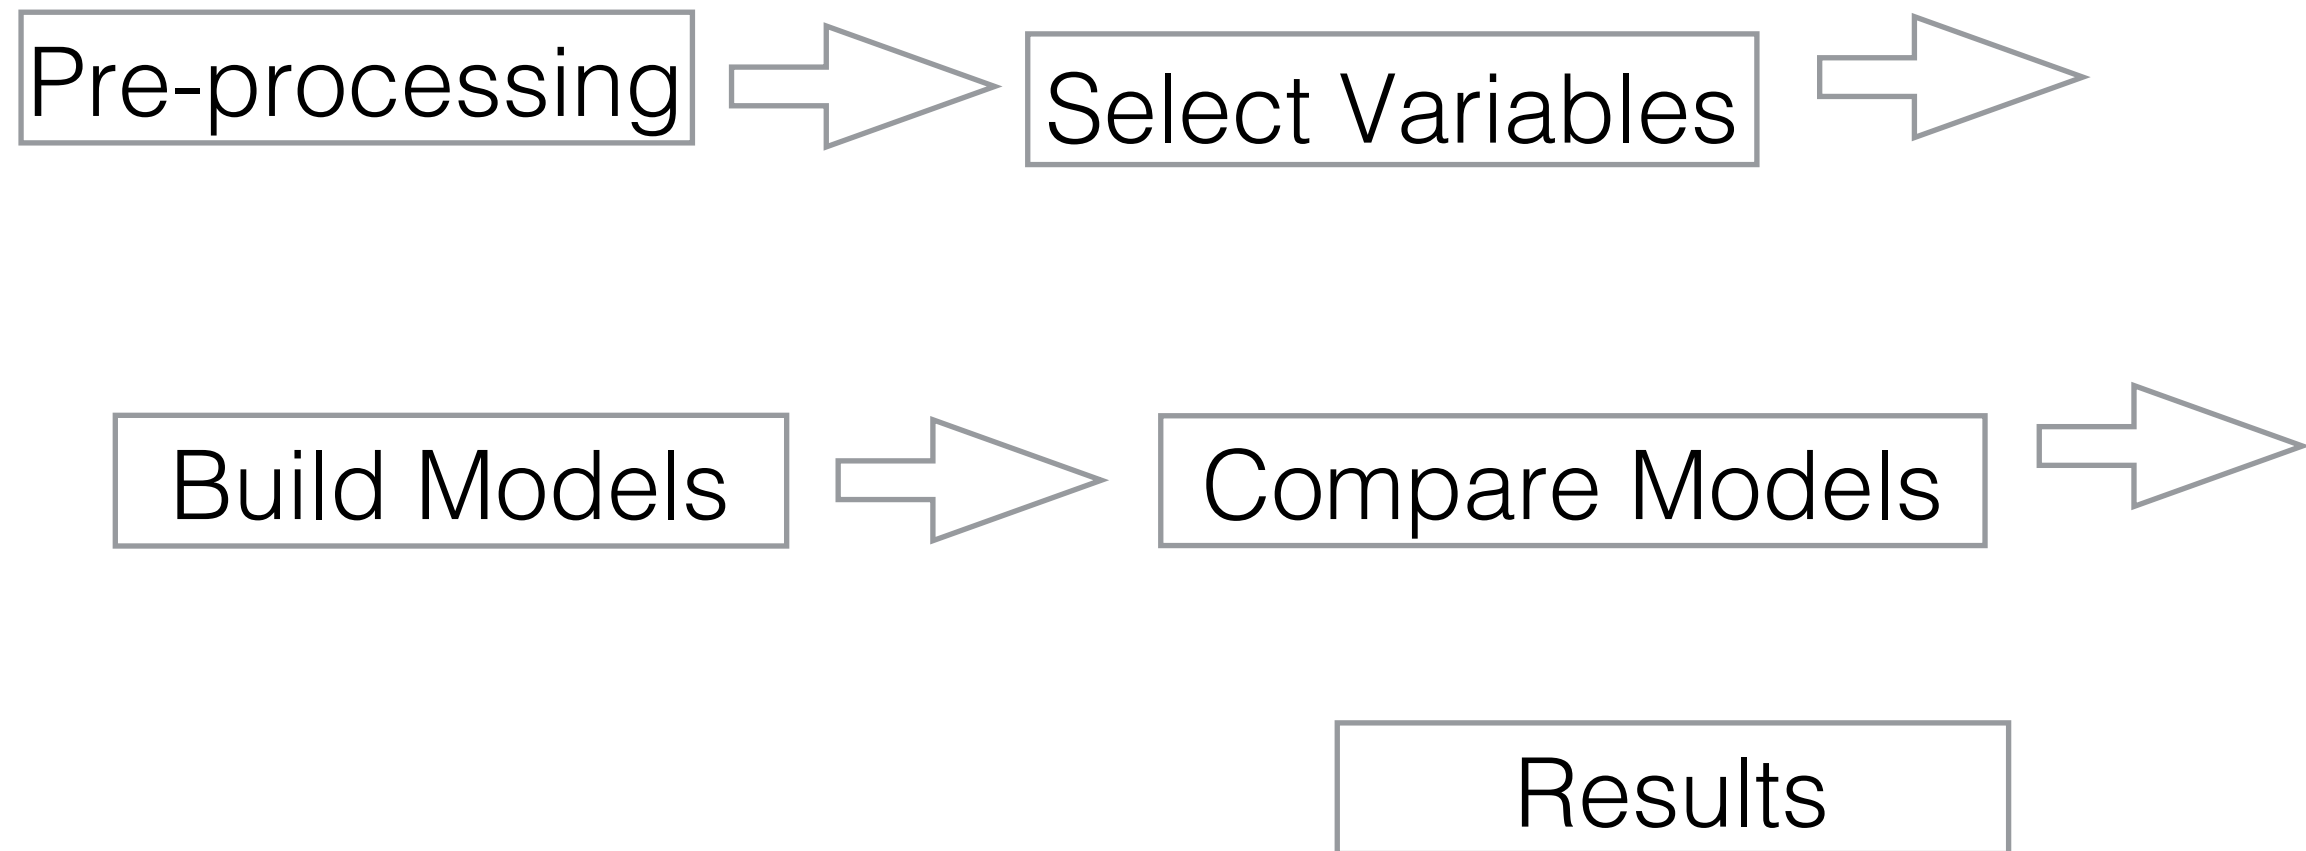 Pre-processing
Select Variables
Build Models
Compare Models
Results